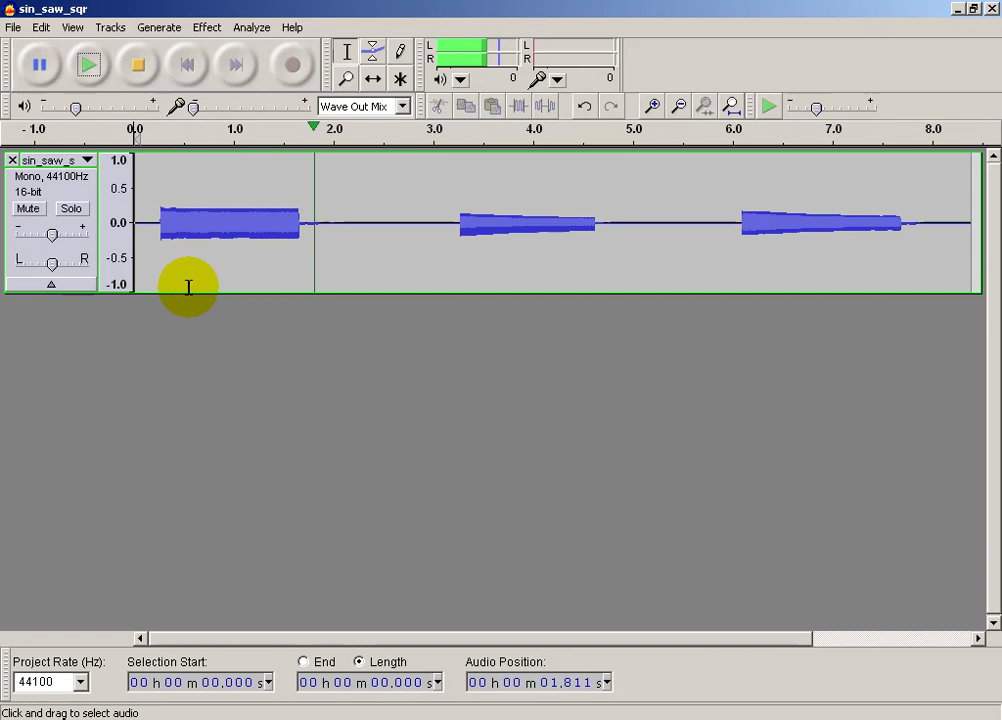 sin_saw_sqr
File Edit View Tracks Generate Effect Analyze Help
L R L R
0 0
Wave Out Mix
- 1.0 0.0 1.0 2.0 3.0 4.0 5.0 6.0 7.0 8.0
sin_saw_s
Mono, 44100Hz
16-bit
Mute Solo
- +
L R
1.0
0.5
0.0
-0.5
-1.0
Project Rate (Hz): Selection Start: End Length Audio Position:
44100 00 h 00 m 00.000 s 00 h 00 m 00.000 s 00 h 00 m 01.811 s
Click and drag to select audio